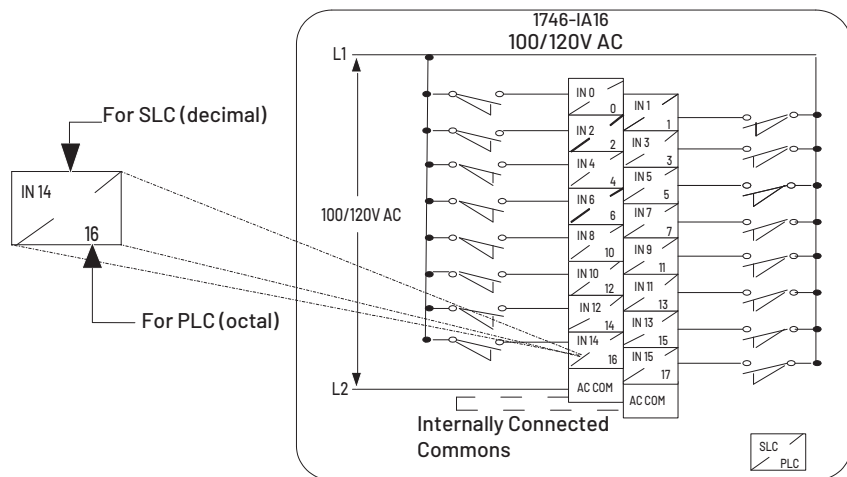 1746-IA16
100/120V AC
L1
For SLC (decimal)
IN 14
16
For PLC (octal)
100/120V AC
IN 0
0
IN 1
1
IN 2
2
IN 3
3
IN 4
4
IN 5
5
IN 6
6
IN 7
7
IN 8
10
IN 9
11
IN 10
12
IN 11
13
IN 12
14
IN 13
15
IN 14
16
IN 15
17
L2
AC COM
AC COM
Internally Connected
Commons
SLC
PLC